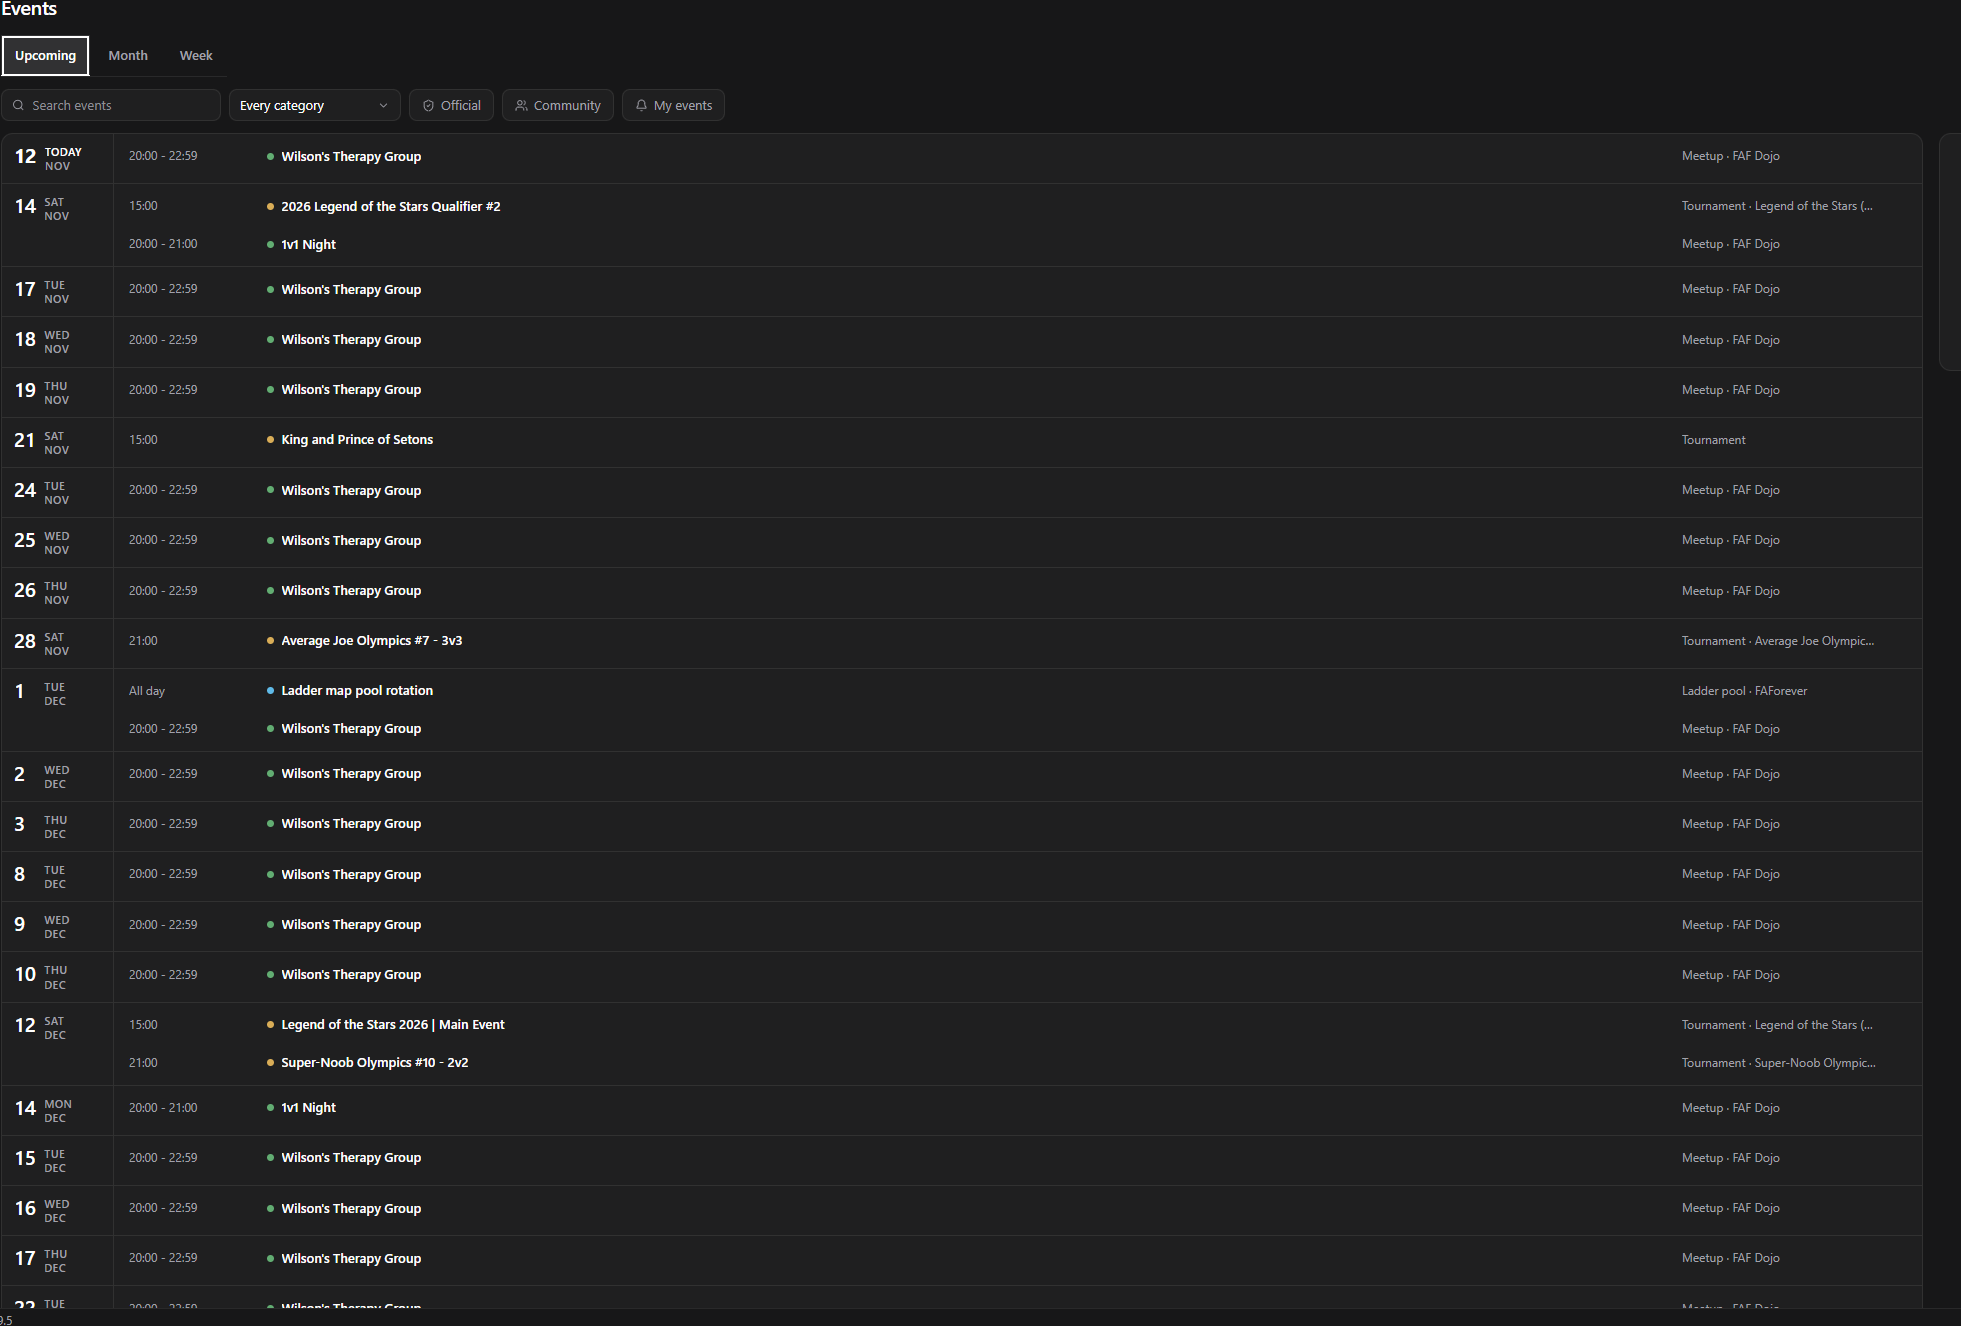 Events
Upcoming Month Week
Search events Every category Official Community My events
12 TODAY NOV 20:00 - 22:59 Wilson's Therapy Group Meetup · FAF Dojo
14 SAT NOV 15:00 2026 Legend of the Stars Qualifier #2 Tournament · Legend of the Stars (...
20:00 - 21:00 1v1 Night Meetup · FAF Dojo
17 TUE NOV 20:00 - 22:59 Wilson's Therapy Group Meetup · FAF Dojo
18 WED NOV 20:00 - 22:59 Wilson's Therapy Group Meetup · FAF Dojo
19 THU NOV 20:00 - 22:59 Wilson's Therapy Group Meetup · FAF Dojo
21 SAT NOV 15:00 King and Prince of Setons Tournament
24 TUE NOV 20:00 - 22:59 Wilson's Therapy Group Meetup · FAF Dojo
25 WED NOV 20:00 - 22:59 Wilson's Therapy Group Meetup · FAF Dojo
26 THU NOV 20:00 - 22:59 Wilson's Therapy Group Meetup · FAF Dojo
28 SAT NOV 21:00 Average Joe Olympics #7 - 3v3 Tournament · Average Joe Olympic...
1 TUE DEC All day Ladder map pool rotation Ladder pool · FAForever
20:00 - 22:59 Wilson's Therapy Group Meetup · FAF Dojo
2 WED DEC 20:00 - 22:59 Wilson's Therapy Group Meetup · FAF Dojo
3 THU DEC 20:00 - 22:59 Wilson's Therapy Group Meetup · FAF Dojo
8 TUE DEC 20:00 - 22:59 Wilson's Therapy Group Meetup · FAF Dojo
9 WED DEC 20:00 - 22:59 Wilson's Therapy Group Meetup · FAF Dojo
10 THU DEC 20:00 - 22:59 Wilson's Therapy Group Meetup · FAF Dojo
12 SAT DEC 15:00 Legend of the Stars 2026 | Main Event Tournament · Legend of the Stars (...
21:00 Super-Noob Olympics #10 - 2v2 Tournament · Super-Noob Olympic...
14 MON DEC 20:00 - 21:00 1v1 Night Meetup · FAF Dojo
15 TUE DEC 20:00 - 22:59 Wilson's Therapy Group Meetup · FAF Dojo
16 WED DEC 20:00 - 22:59 Wilson's Therapy Group Meetup · FAF Dojo
17 THU DEC 20:00 - 22:59 Wilson's Therapy Group Meetup · FAF Dojo
22 TUE 20:00 - 22:59 Wilson's Therapy Group Meetup · FAF Dojo